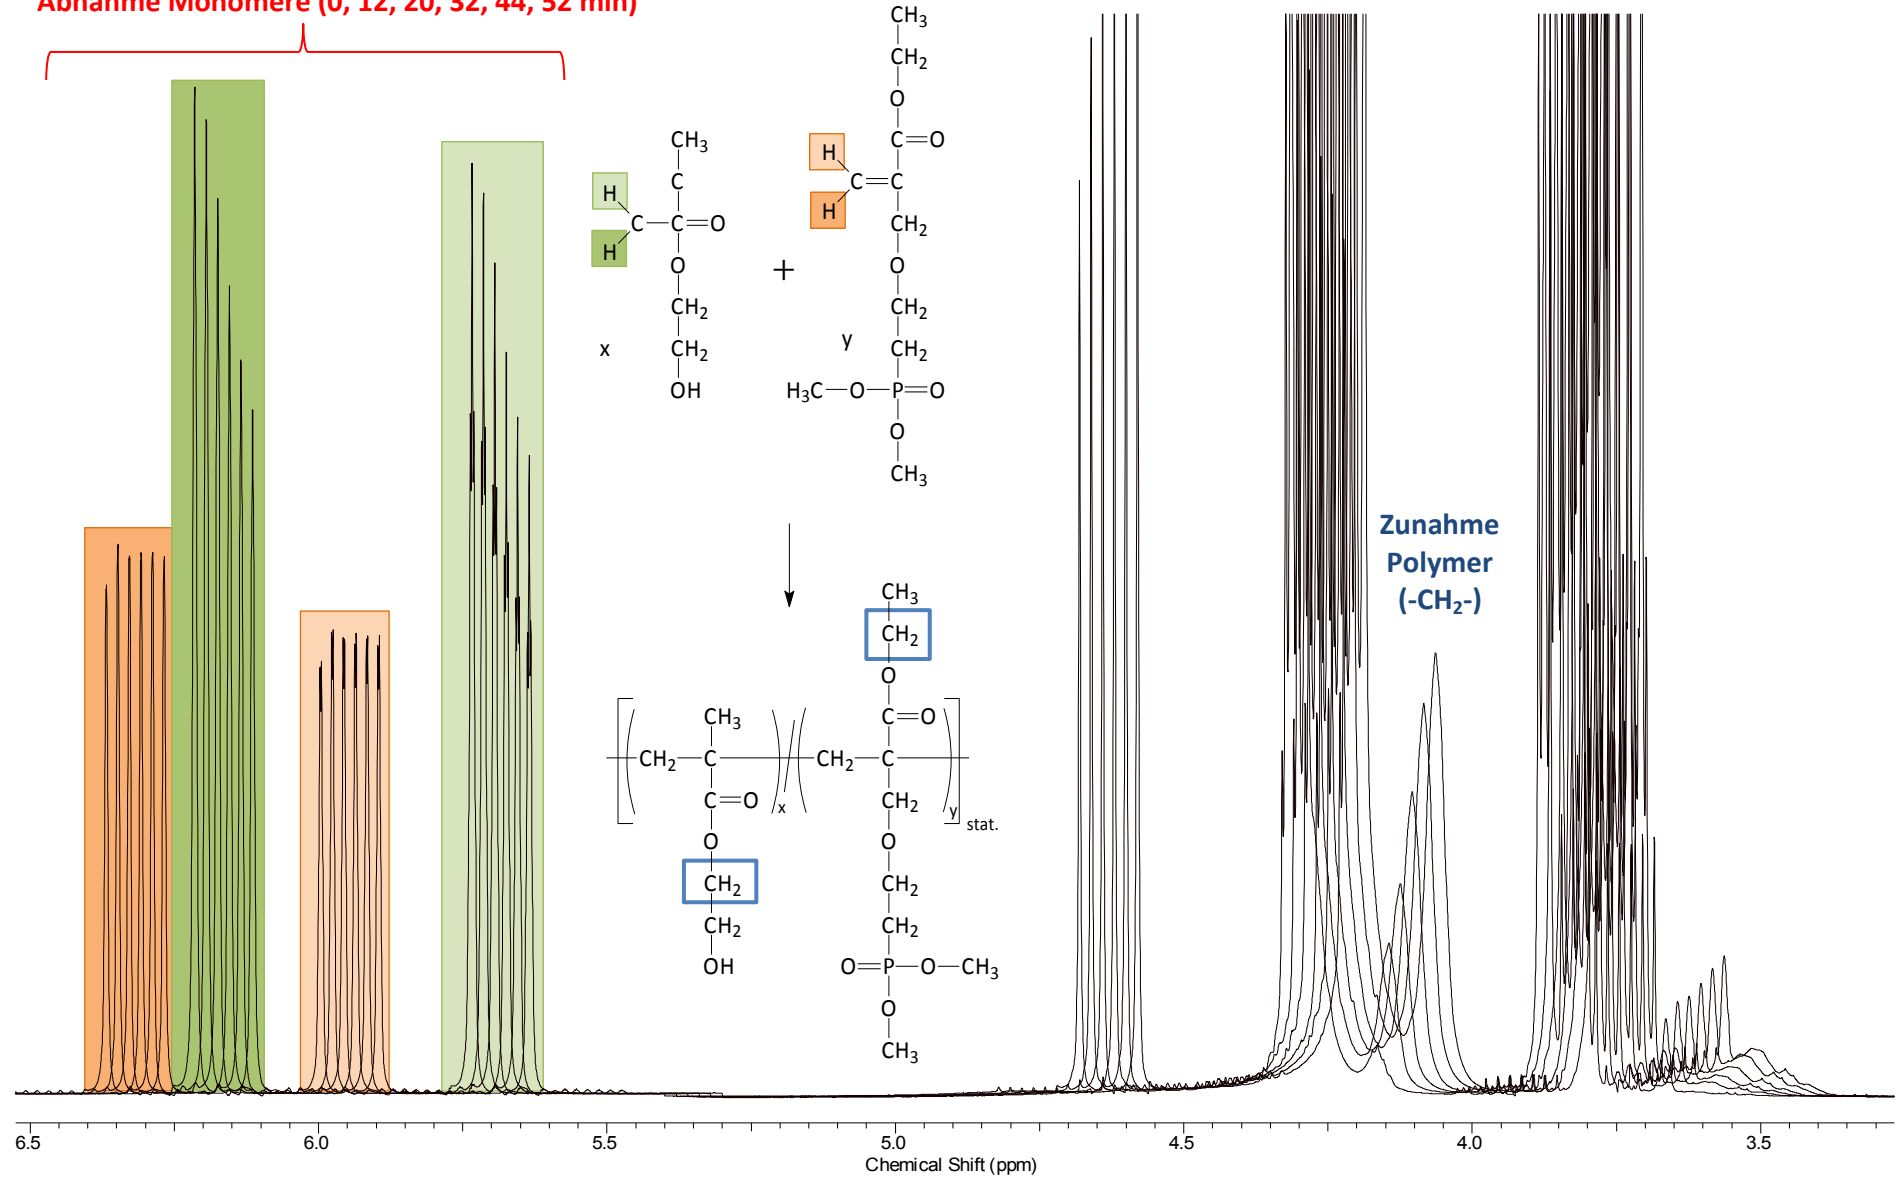 Abnahme Monomere (0, 12, 20, 32, 44, 52 min)
CH3
CH2
O
C=O
H
C=C
H
CH2
O
CH2
CH2
H3C—O—P=O
O
CH3
y
+
CH3
C
H
C—C=O
H
O
CH2
CH2
OH
x
Zunahme
Polymer
(-CH2-)
CH3
CH2
O
CH3
C=O
CH2—C
CH2—C
C=O
x
CH2
y
stat.
O
O
CH2
CH2
CH2
CH2
OH
O=P—O—CH3
O
CH3
6.5 6.0 5.5 5.0 4.5 4.0 3.5
Chemical Shift (ppm)